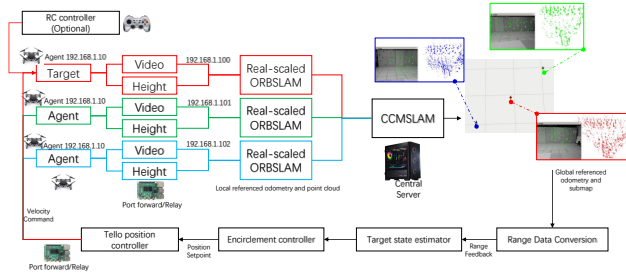 RC controller
(Optional)
Agent 192.168.1.10
Target
Video
Height
192.168.1.100
Real-scaled
ORBSLAM
Agent 192.168.1.10
Agent
Video
Height
192.168.1.101
Real-scaled
ORBSLAM
Agent 192.168.1.10
Agent
Video
Height
192.168.1.102
Real-scaled
ORBSLAM
CCMSLAM
Central
Server
Port forward/Relay
Local referenced odometry and point cloud
Global referenced
odometry and
submap
Velocity
Command
Tello position
controller
Position
Setpoint
Encirclement controller
Target state estimator
Range
Feedback
Range Data Conversion
Port forward/Relay